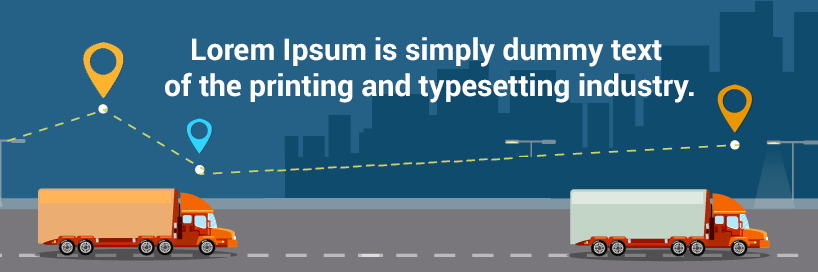 Lorem Ipsum is simply dummy text
of the printing and typesetting industry.